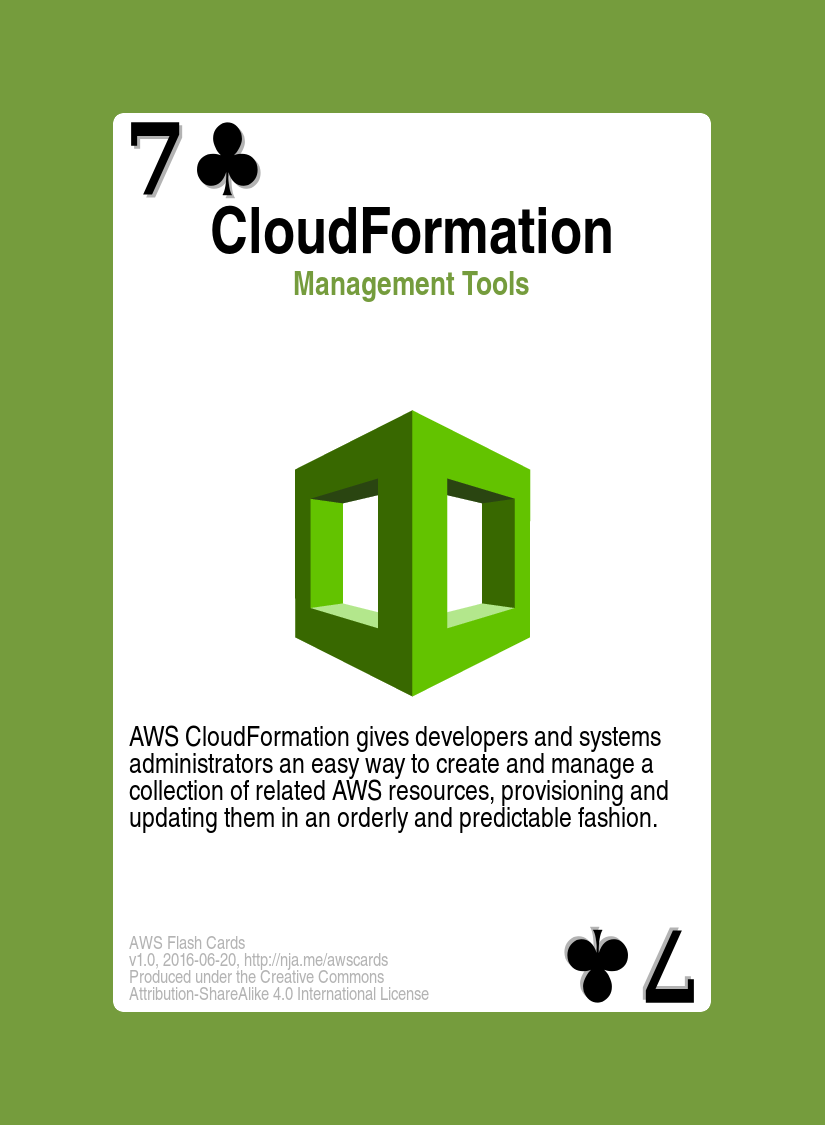 7♣
CloudFormation
Management Tools
AWS CloudFormation gives developers and systems
administrators an easy way to create and manage a
collection of related AWS resources, provisioning and
updating them in an orderly and predictable fashion.
AWS Flash Cards
v1.0, 2016-06-20, http://nja.me/awscards
Produced under the Creative Commons
Attribution-ShareAlike 4.0 International License
7♣